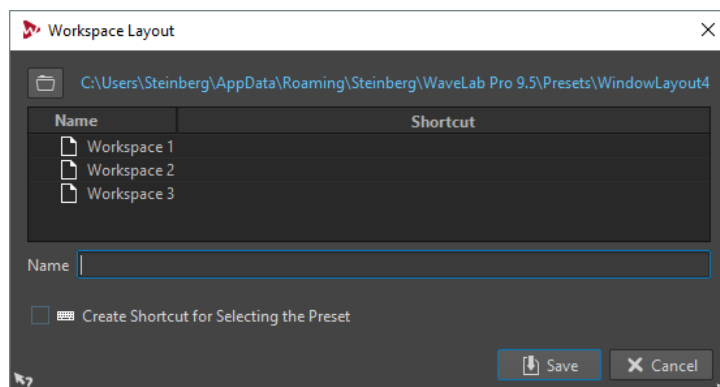 Workspace Layout
C:\Users\Steinberg\AppData\Roaming\Steinberg\WaveLab Pro 9.5\Presets\WindowLayout4
Name Shortcut
Workspace 1
Workspace 2
Workspace 3
Name
Create Shortcut for Selecting the Preset
Save Cancel